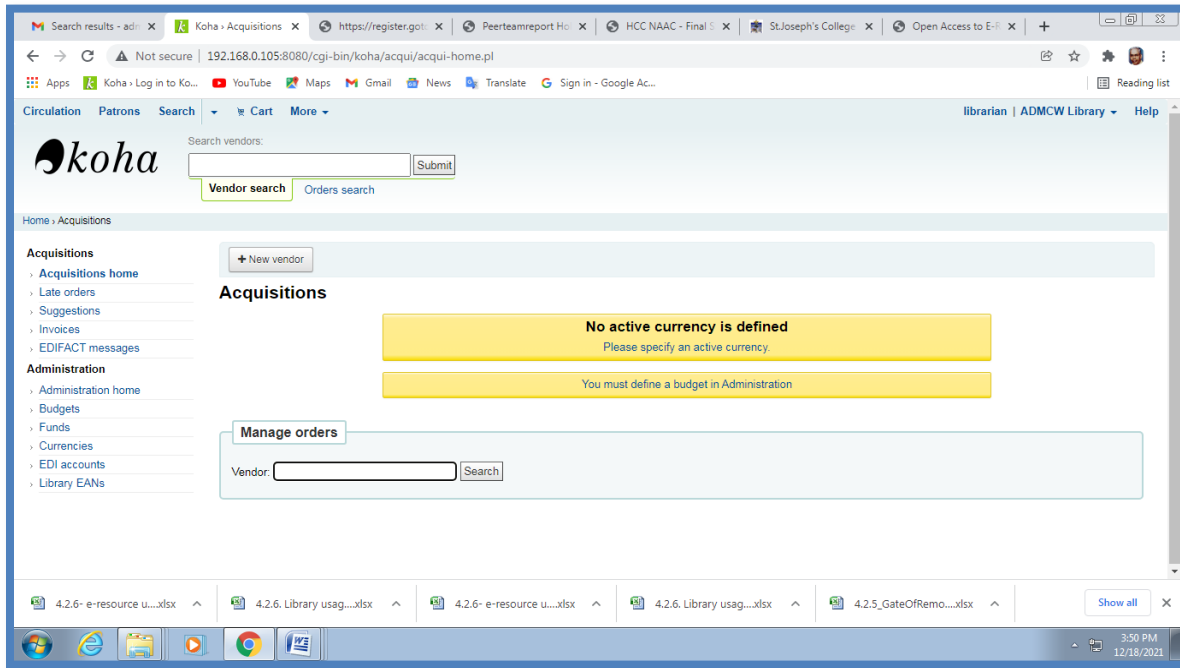 Search results - adn
Koha › Acquisitions
https://register.goto
Peerteamreport Hol
HCC NAAC - Final S
St.Joseph's College
Open Access to E-R
Not secure | 192.168.0.105:8080/cgi-bin/koha/acqui/acqui-home.pl
Apps Koha › Log in to Ko... YouTube Maps Gmail News Translate Sign in - Google Ac... Reading list
Circulation Patrons Search Cart More librarian | ADMCW Library Help
koha
Search vendors:
Submit
Vendor search Orders search
Home › Acquisitions
Acquisitions
› Acquisitions home
› Late orders
› Suggestions
› Invoices
› EDIFACT messages
Administration
› Administration home
› Budgets
› Funds
› Currencies
› EDI accounts
› Library EANs
+ New vendor
Acquisitions
No active currency is defined
Please specify an active currency.
You must define a budget in Administration
Manage orders
Vendor: Search
4.2.6- e-resource u....xlsx 4.2.6. Library usag....xlsx 4.2.6- e-resource u....xlsx 4.2.6. Library usag....xlsx 4.2.5_GateOfRemo....xlsx Show all
3:50 PM
12/18/2021